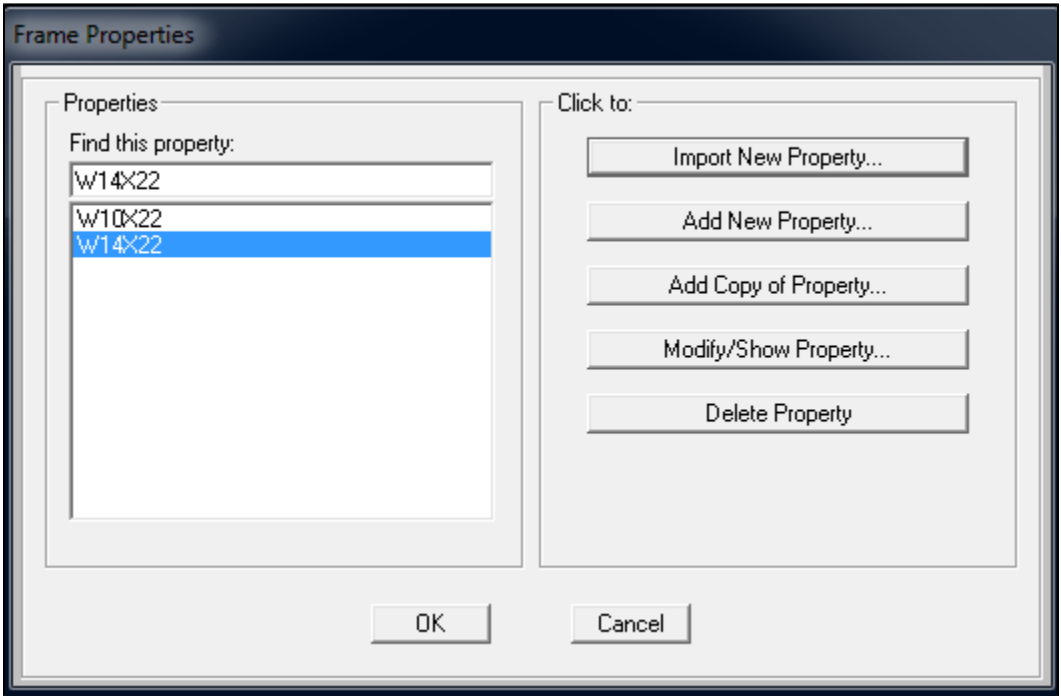 Frame Properties
Properties
Find this property:
W14X22
W10X22
W14X22
Click to:
Import New Property...
Add New Property...
Add Copy of Property...
Modify/Show Property...
Delete Property
OK
Cancel